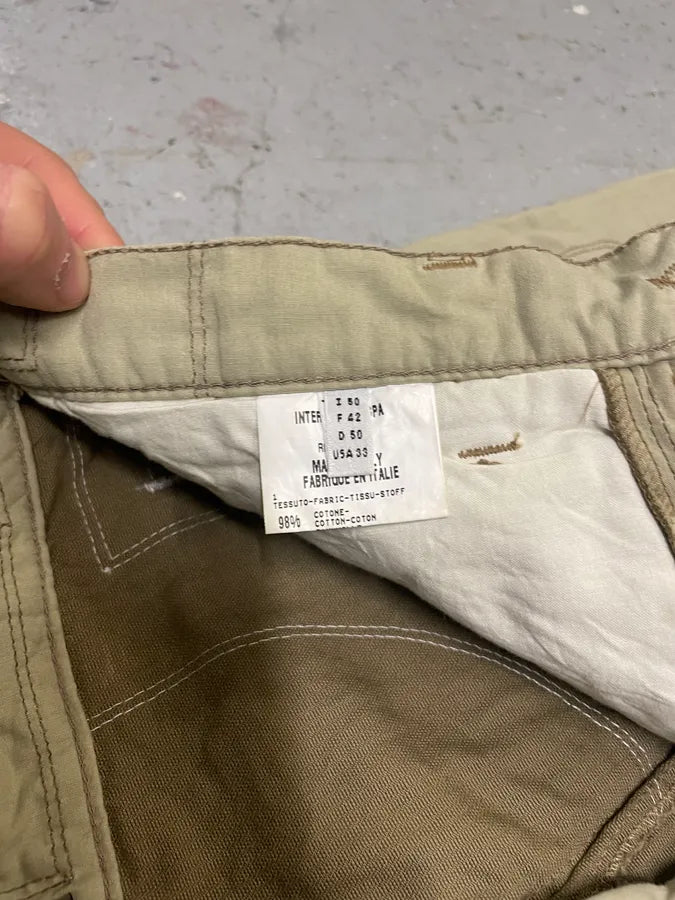 I 50
INTER PA
F 42
D 50
USA 33
MA Y
FABRIQUE EN ITALIE
1
TESSUTO-FABRIC-TISSU-STOFF
98% COTONE-
COTTON-COTON